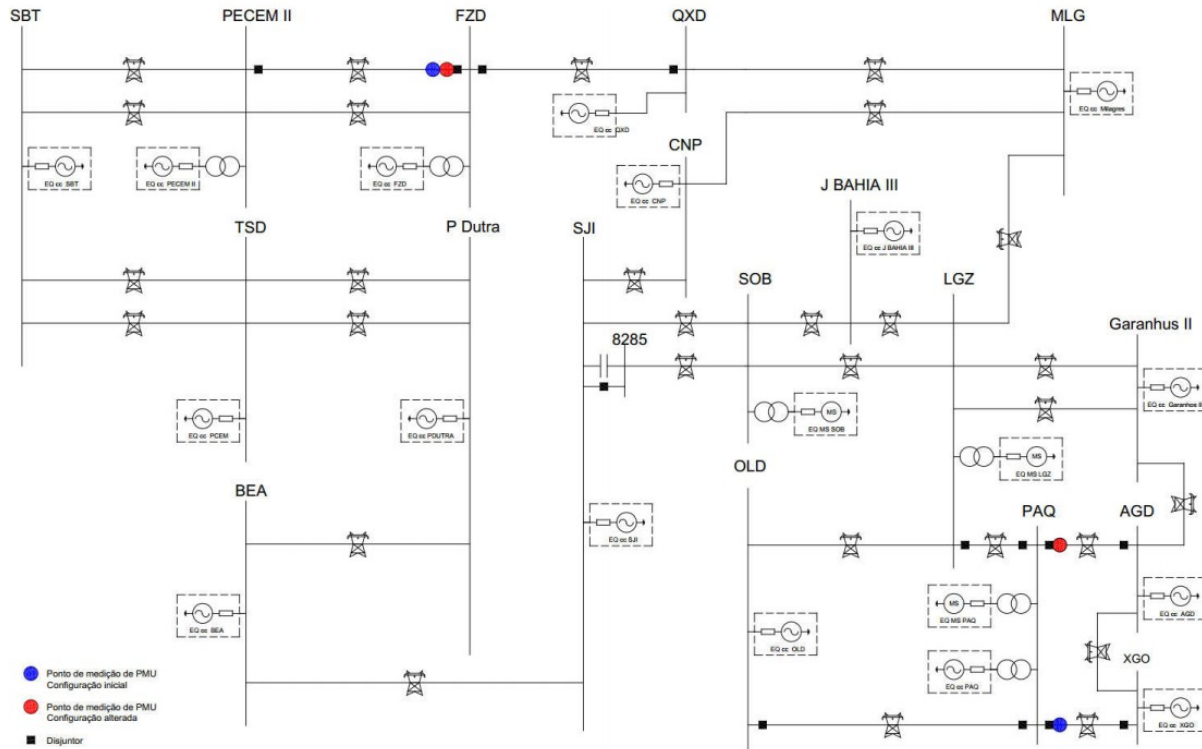 SBT
PECEM II
FZD
QXD
MLG
EQ cc Milagres
EQ cc QXD
CNP
EQ cc SBT
EQ cc PECEM II
EQ cc FZD
EQ cc CNP
J BAHIA III
TSD
P Dutra
SJI
EQ cc J BAHIA III
SOB
LGZ
Garanhus II
8285
EQ cc Garanhus II
EQ cc PCEM
EQ cc PDUTRA
MS
EQ MS SOB
MS
EQ MS LGZ
OLD
BEA
PAQ
AGD
EQ cc SJI
MS
EQ MS PAQ
EQ cc AGD
EQ cc BEA
EQ cc OLD
EQ cc PAQ
XGO
EQ cc XGO
Ponto de medição de PMU
Configuração inicial
Ponto de medição de PMU
Configuração alterada
Disjuntor